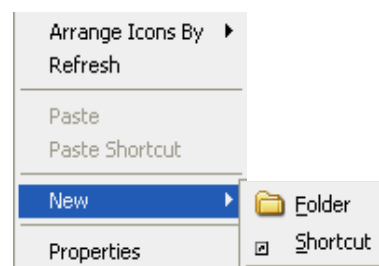 Arrange Icons By
Refresh
Paste
Paste Shortcut
New
Folder
Shortcut
Properties